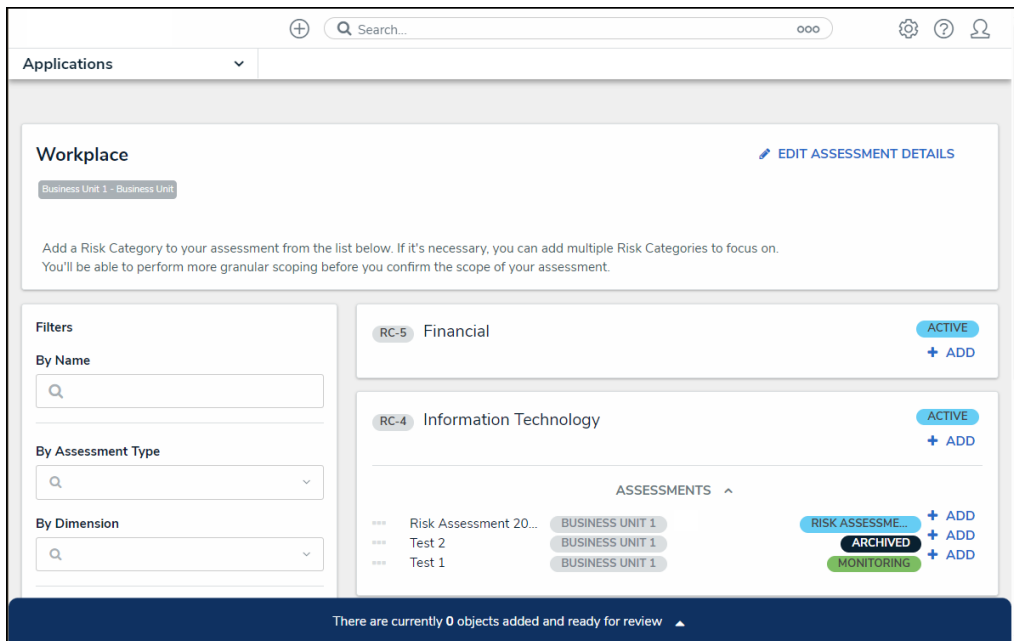 Search...
ooo
Applications
Workplace
EDIT ASSESSMENT DETAILS
Business Unit 1 - Business Unit
Add a Risk Category to your assessment from the list below. If it's necessary, you can add multiple Risk Categories to focus on.
You'll be able to perform more granular scoping before you confirm the scope of your assessment.
Filters
By Name
By Assessment Type
By Dimension
RC-5 Financial
ACTIVE
+ ADD
RC-4 Information Technology
ACTIVE
+ ADD
ASSESSMENTS
Risk Assessment 20... BUSINESS UNIT 1 RISK ASSESSME... + ADD
Test 2 BUSINESS UNIT 1 ARCHIVED + ADD
Test 1 BUSINESS UNIT 1 MONITORING + ADD
There are currently 0 objects added and ready for review